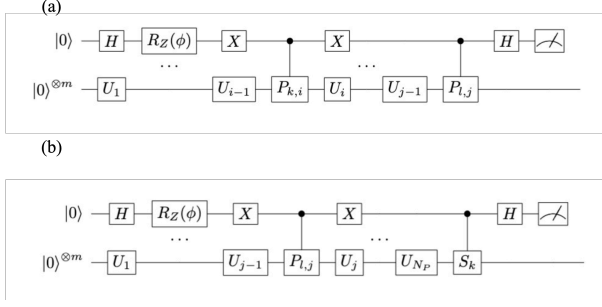 (a)
|0⟩ H R_Z(ϕ) X X H
... ...
|0⟩^{⊗m} U_1 U_{i−1} P_{k,i} U_i U_{j−1} P_{l,j}
(b)
|0⟩ H R_Z(ϕ) X X H
... ...
|0⟩^{⊗m} U_1 U_{j−1} P_{l,j} U_j U_{N_P} S_k